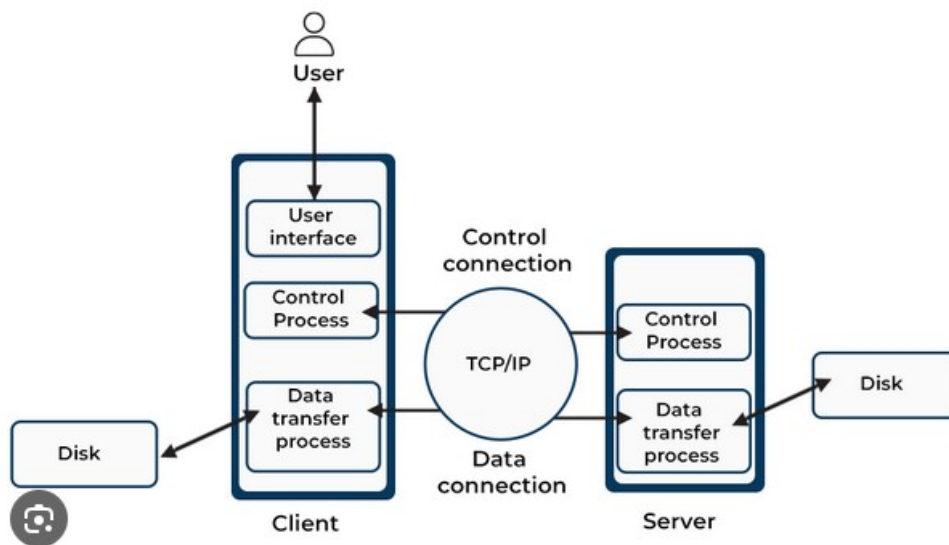 User
User
interface
Control
connection
Control
Process
Control
Process
TCP/IP
Disk
Data
transfer
process
Data
transfer
process
Disk
Data
connection
Client
Server